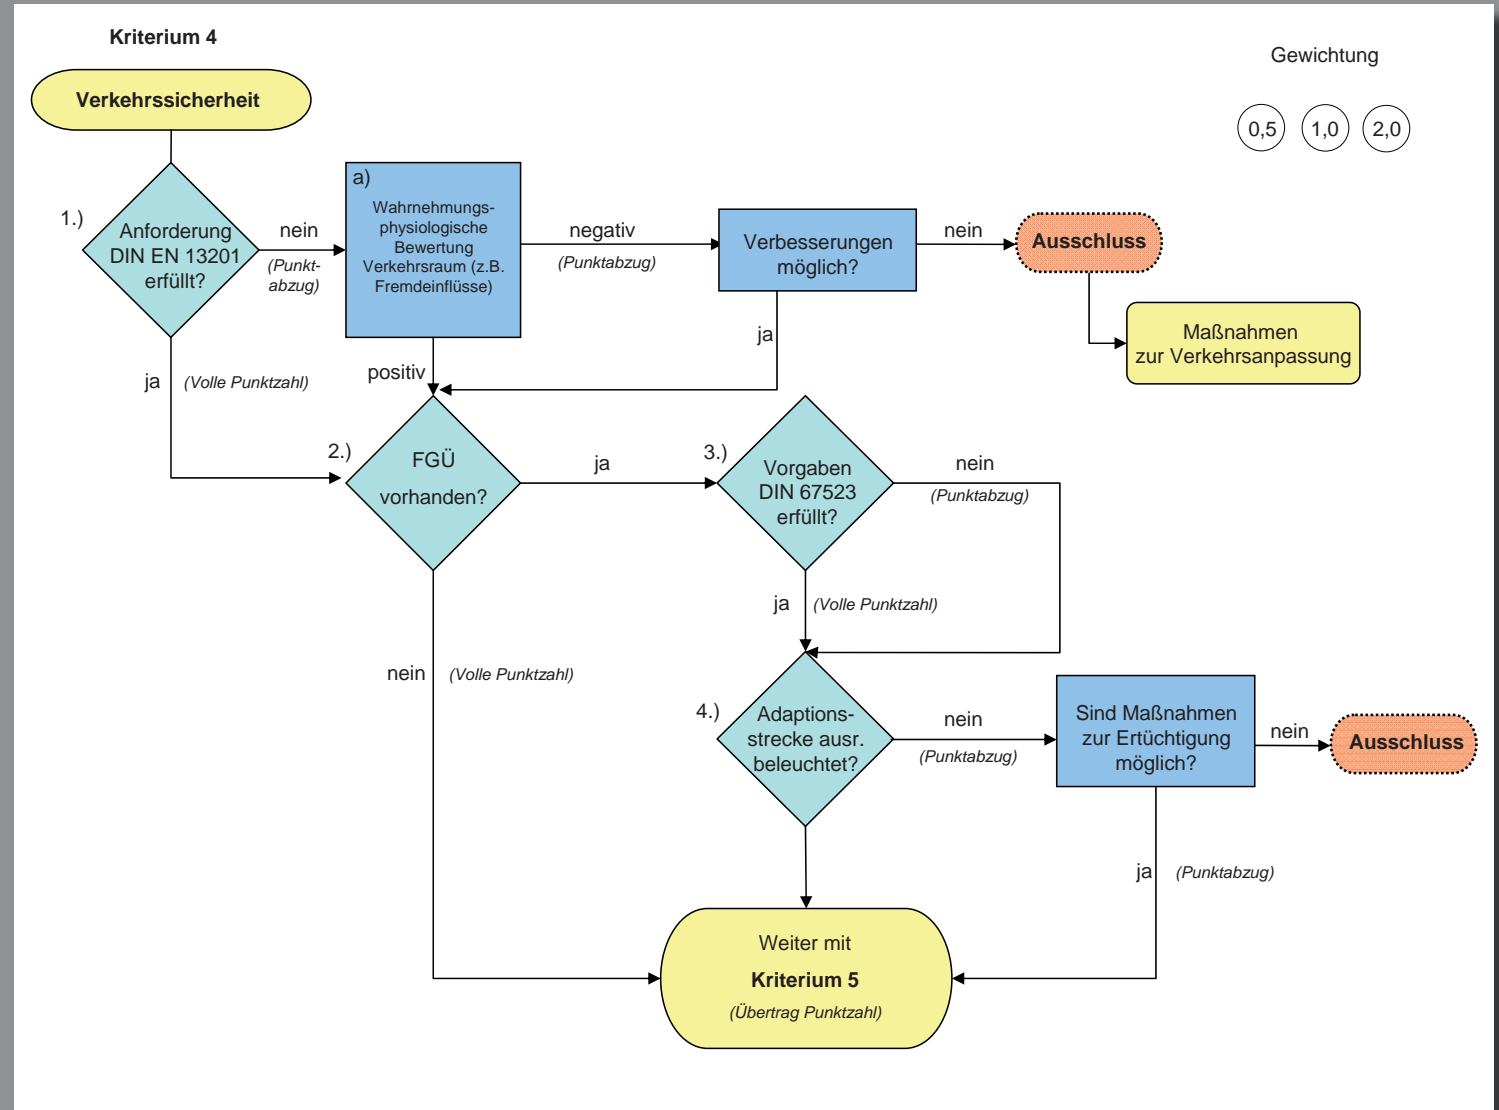 Kriterium 4
Gewichtung
Verkehrssicherheit
0,5 1,0 2,0
1.)
Anforderung
DIN EN 13201
erfüllt?
nein
(Punkt-
abzug)
a)
Wahrnehmungs-
physiologische
Bewertung
Verkehrsraum (z.B.
Fremdeinflüsse)
negativ
(Punktabzug)
Verbesserungen
möglich?
nein
Ausschluss
Maßnahmen
zur Verkehrsanpassung
ja
positiv
ja (Volle Punktzahl)
2.)
FGÜ
vorhanden?
ja
3.)
Vorgaben
DIN 67523
erfüllt?
nein
(Punktabzug)
ja (Volle Punktzahl)
nein (Volle Punktzahl)
4.)
Adaptions-
strecke ausr.
beleuchtet?
nein
(Punktabzug)
Sind Maßnahmen
zur Ertüchtigung
möglich?
nein
Ausschluss
ja (Punktabzug)
Weiter mit
Kriterium 5
(Übertrag Punktzahl)